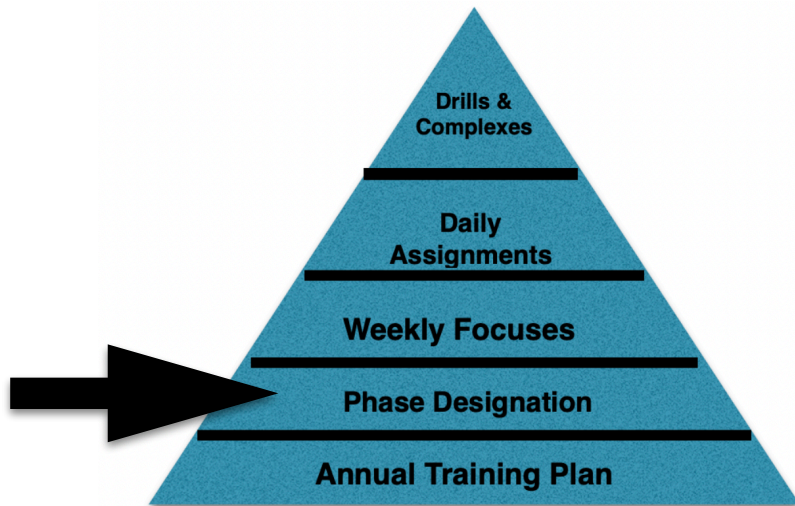 Drills &
Complexes
Daily
Assignments
Weekly Focuses
Phase Designation
Annual Training Plan